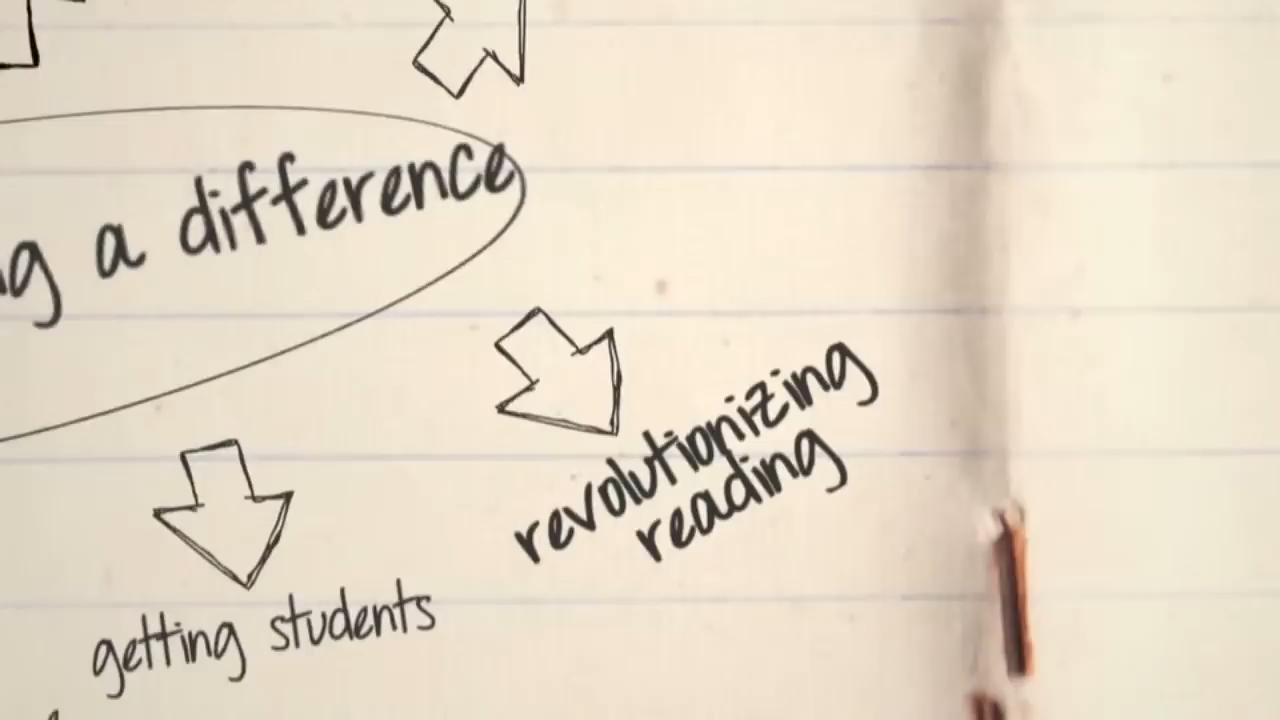 a difference
revolutionizing
reading
getting students